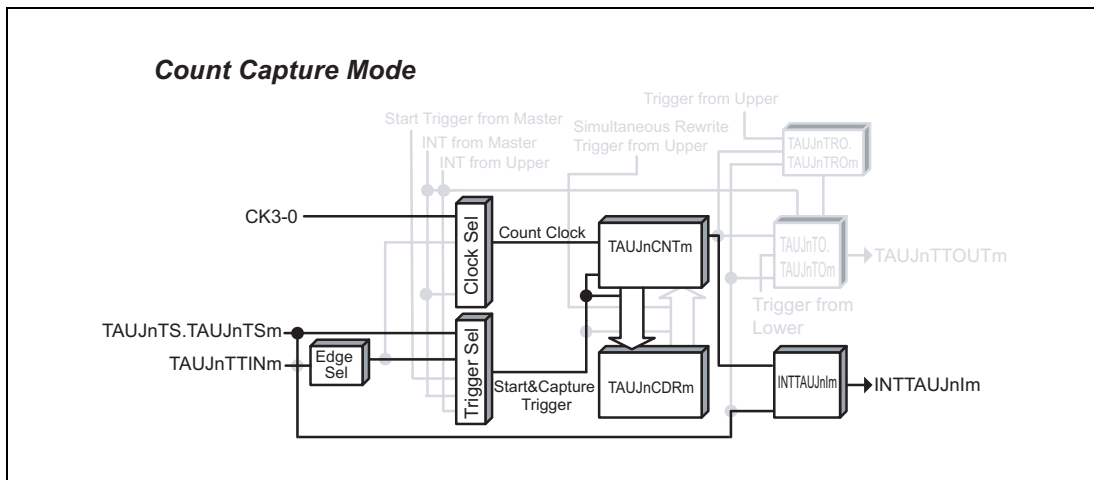 Count Capture Mode
Trigger from Upper
Start Trigger from Master
Simultaneous Rewrite
Trigger from Upper
INT from Master
INT from Upper
TAUJnTRO.
TAUJnTROm
CK3-0
Clock Sel
Count Clock
TAUJnCNTm
TAUJnTO.
TAUJnTOm
TAUJnTTOUTm
Trigger from
Lower
TAUJnTS.TAUJnTSm
TAUJnTTINm
Edge
Sel
Trigger Sel
Start&Capture
Trigger
TAUJnCDRm
INTTAUJnIm
INTTAUJnIm